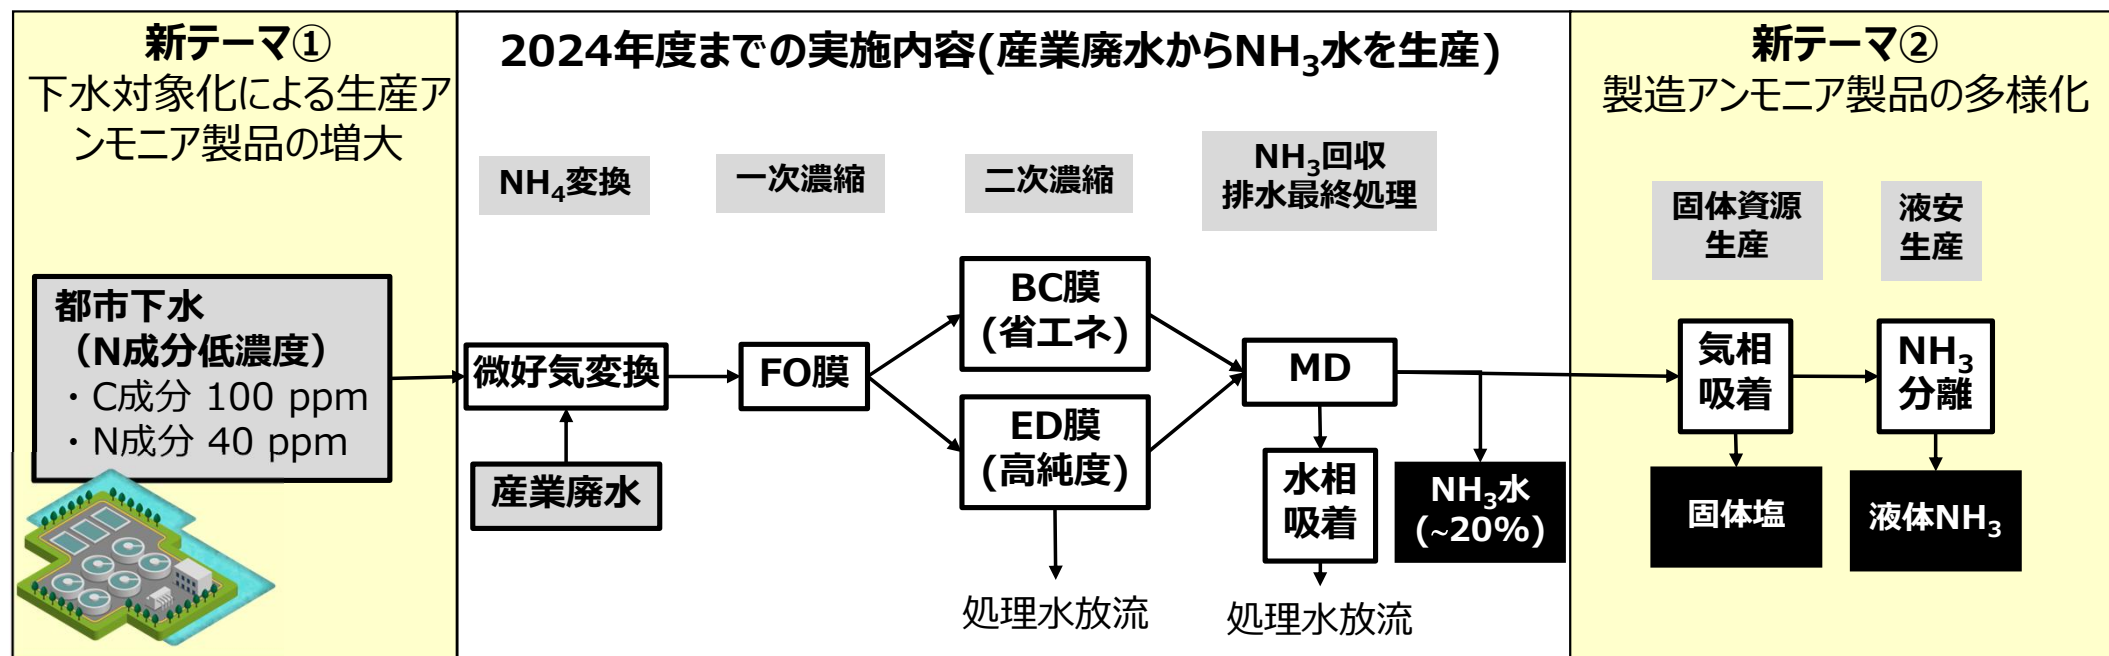 新テーマ①
下水対象化による生産ア
ンモニア製品の増大
都市下水
（N成分低濃度）
・C成分 100 ppm
・N成分 40 ppm
2024年度までの実施内容(産業廃水からNH₃水を生産)
NH₄変換
一次濃縮
二次濃縮
NH₃回収
排水最終処理
微好気変換
産業廃水
FO膜
BC膜
(省エネ)
ED膜
(高純度)
処理水放流
MD
水相
吸着
処理水放流
NH₃水
(~20%)
新テーマ②
製造アンモニア製品の多様化
固体資源
生産
液安
生産
気相
吸着
NH₃
分離
固体塩
液体NH₃